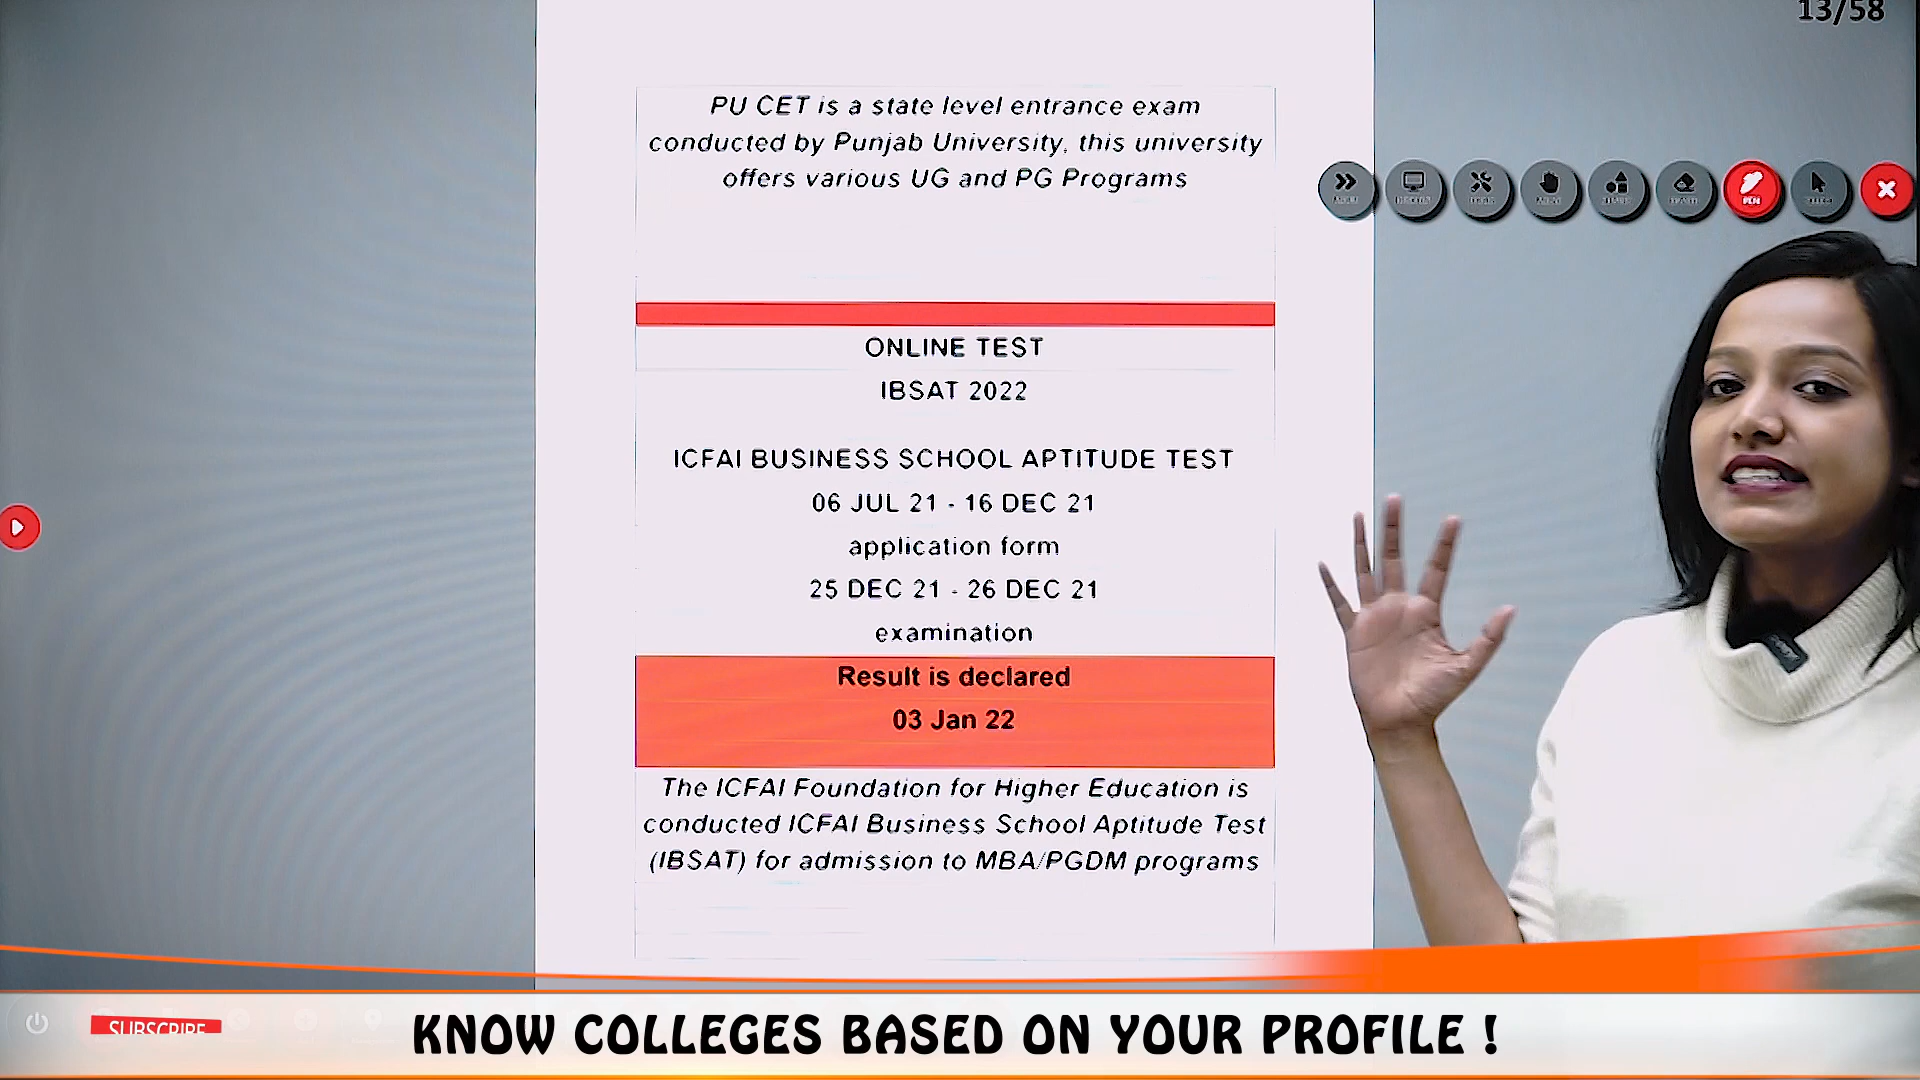 13/58
PU CET is a state level entrance exam
conducted by Punjab University, this university
offers various UG and PG Programs
PEN
ONLINE TEST
IBSAT 2022
ICFAI BUSINESS SCHOOL APTITUDE TEST
06 JUL 21 - 16 DEC 21
application form
25 DEC 21 - 26 DEC 21
examination
Result is declared
03 Jan 22
The ICFAI Foundation for Higher Education is
conducted ICFAI Business School Aptitude Test
(IBSAT) for admission to MBA/PGDM programs
SUBSCRIBE
KNOW COLLEGES BASED ON YOUR PROFILE !